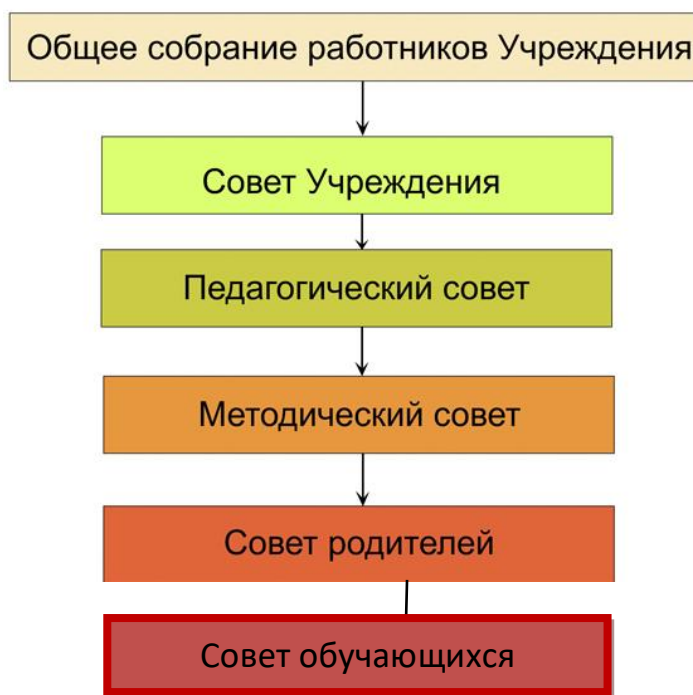 Общее собрание работников Учреждения
Совет Учреждения
Педагогический совет
Методический совет
Совет родителей
Совет обучающихся